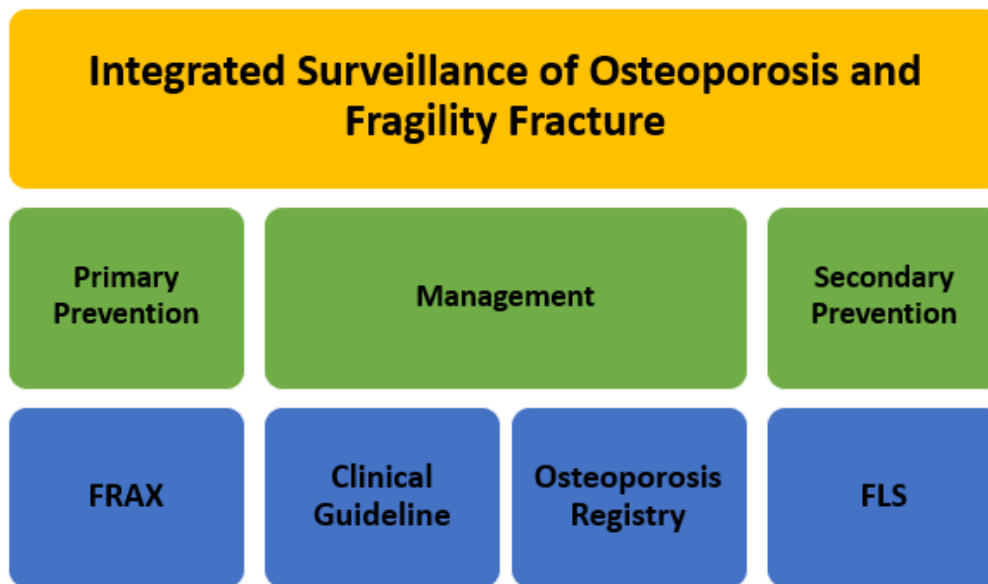 Integrated Surveillance of Osteoporosis and
Fragility Fracture
Primary
Prevention
Management
Secondary
Prevention
FRAX
Clinical
Guideline
Osteoporosis
Registry
FLS